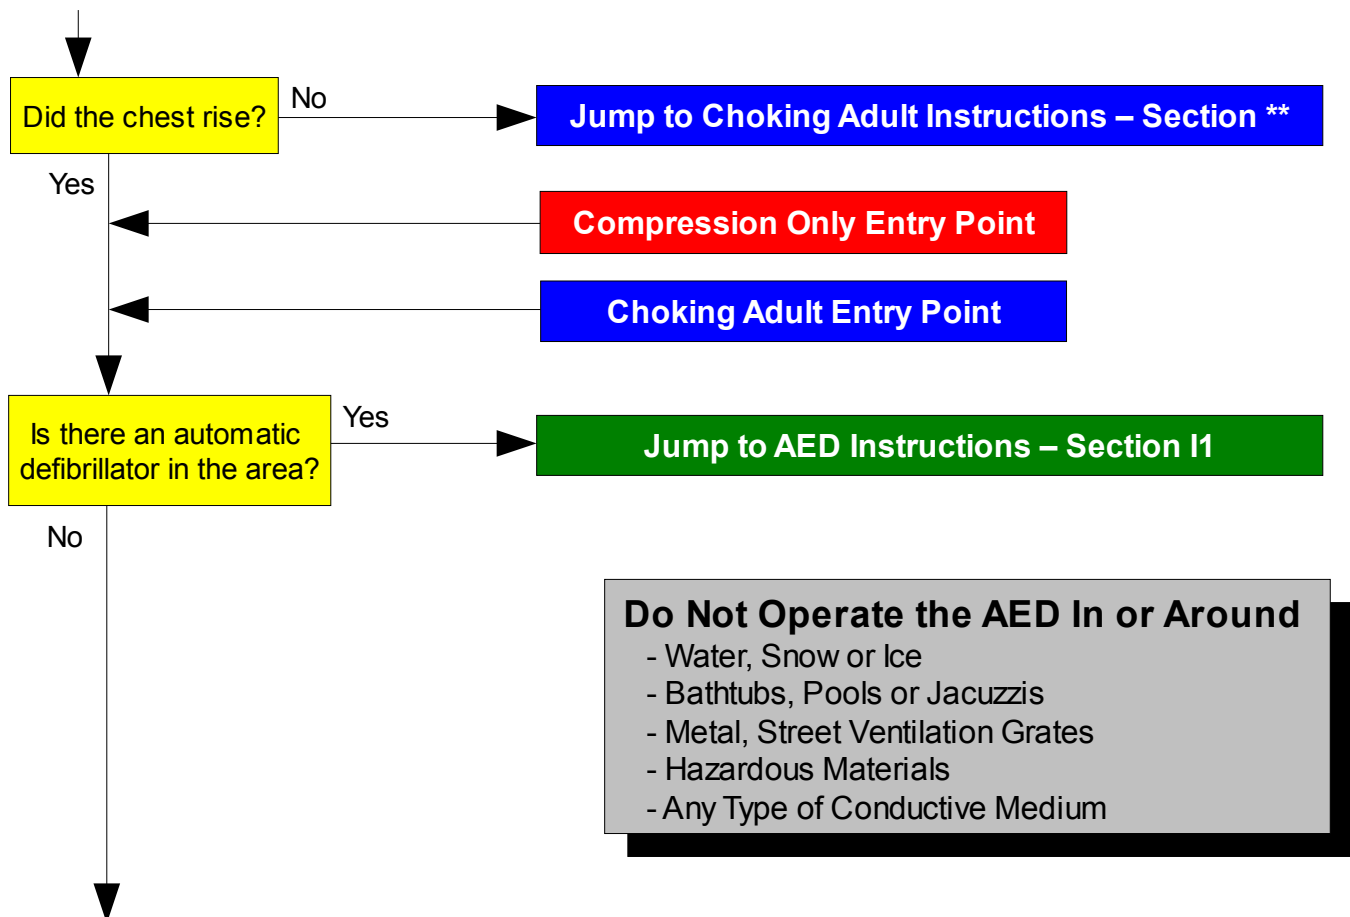 Did the chest rise?
No
Jump to Choking Adult Instructions – Section **
Yes
Compression Only Entry Point
Choking Adult Entry Point
Is there an automatic
defibrillator in the area?
Yes
Jump to AED Instructions – Section I1
No
Do Not Operate the AED In or Around
- Water, Snow or Ice
- Bathtubs, Pools or Jacuzzis
- Metal, Street Ventilation Grates
- Hazardous Materials
- Any Type of Conductive Medium